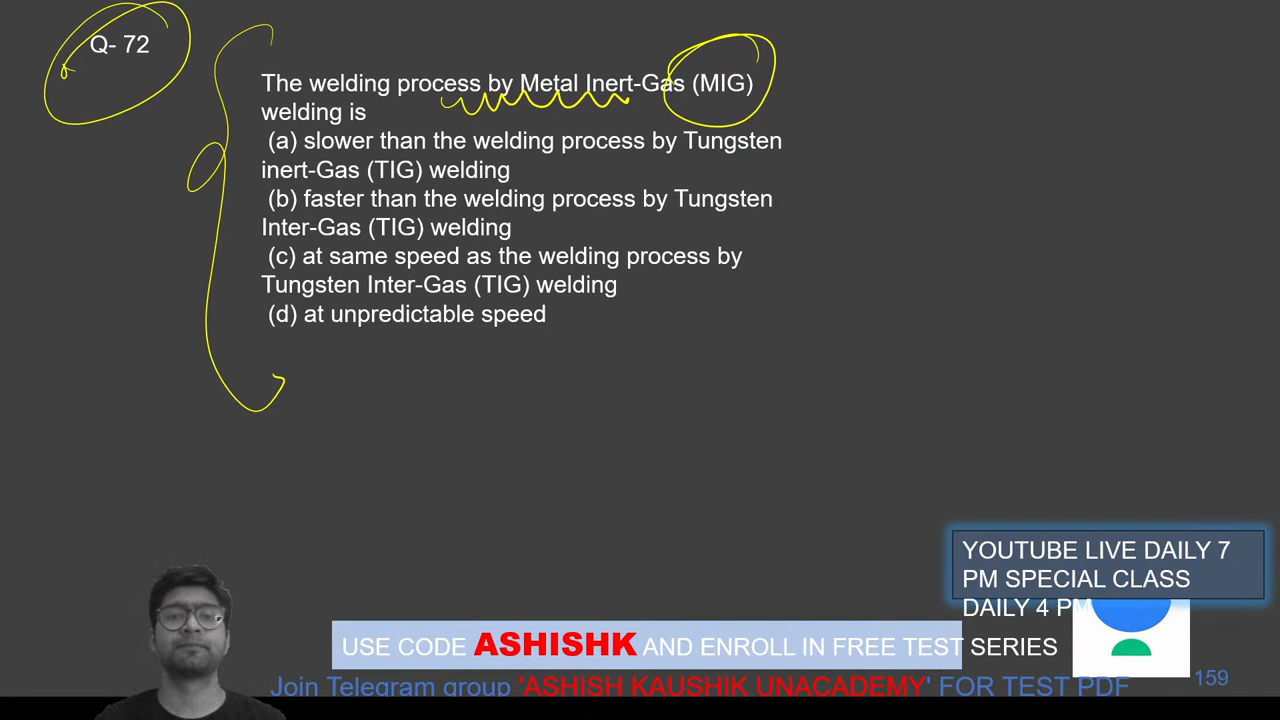 Q- 72
The welding process by Metal Inert-Gas (MIG)
welding is
(a) slower than the welding process by Tungsten
inert-Gas (TIG) welding
(b) faster than the welding process by Tungsten
Inter-Gas (TIG) welding
(c) at same speed as the welding process by
Tungsten Inter-Gas (TIG) welding
(d) at unpredictable speed
YOUTUBE LIVE DAILY 7
PM SPECIAL CLASS
DAILY 4 PM
USE CODE ASHISHK AND ENROLL IN FREE TEST SERIES
Join Telegram group 'ASHISH KAUSHIK UNACADEMY' FOR TEST PDF
159